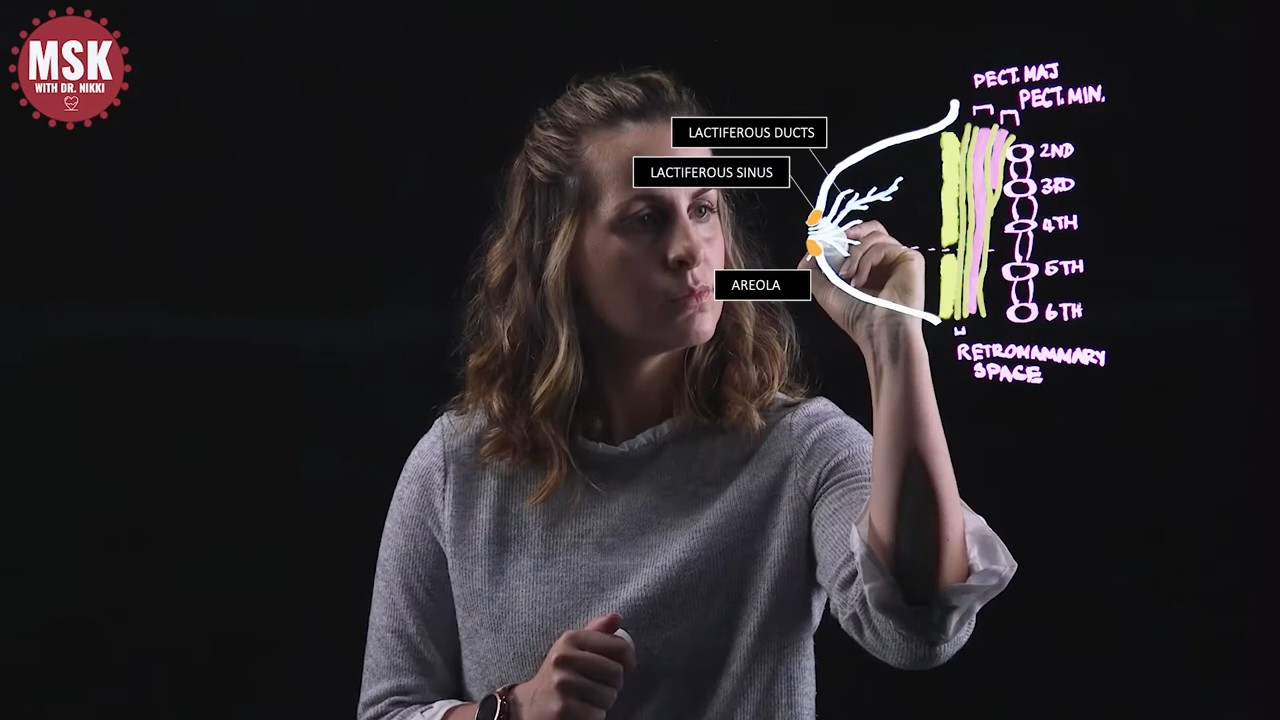 MSK
WITH DR. NIKKI
PECT. MAJ
PECT. MIN.
LACTIFEROUS DUCTS
LACTIFEROUS SINUS
AREOLA
2ND
3RD
4TH
5TH
6TH
RETROMAMMARY
SPACE